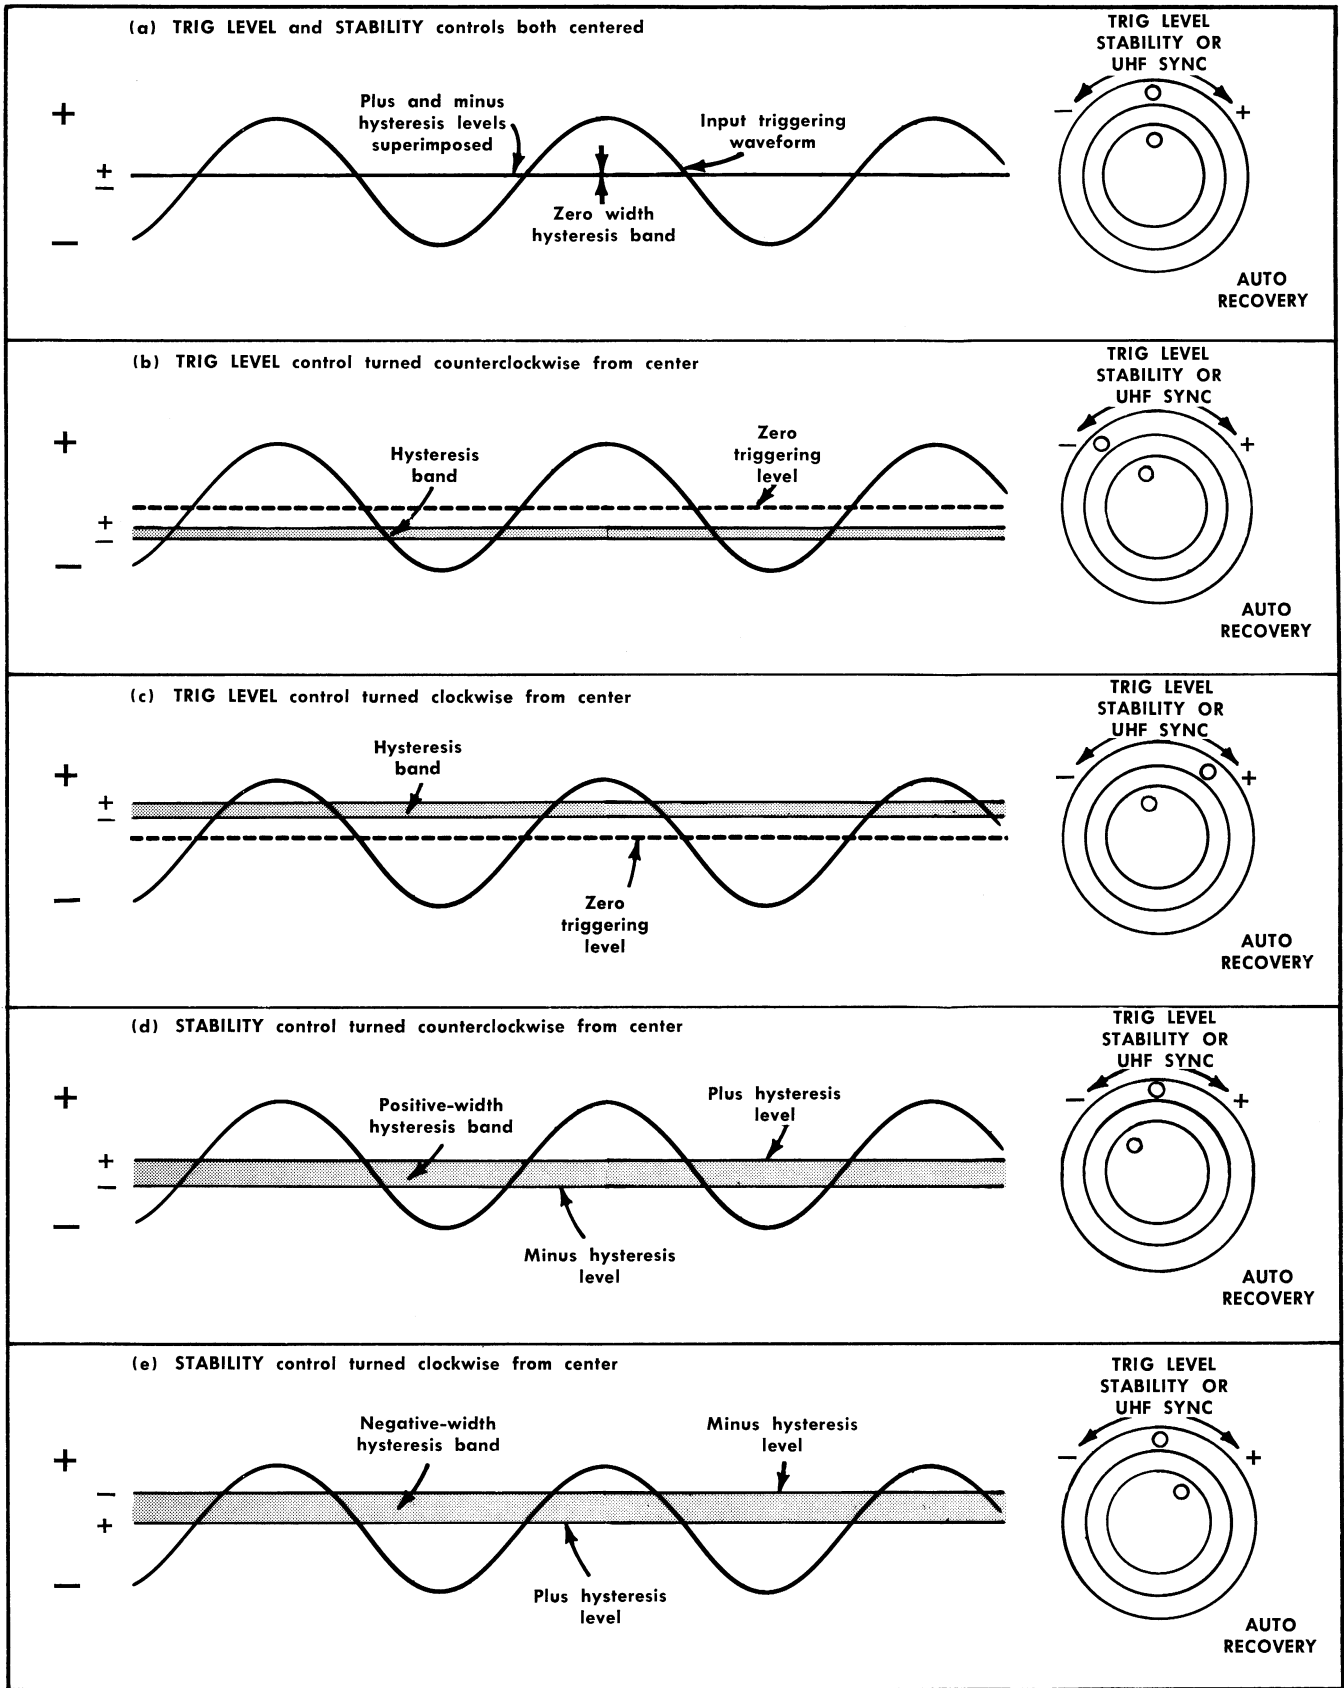 (a) TRIG LEVEL and STABILITY controls both centered
TRIG LEVEL
STABILITY OR
UHF SYNC
− +
+
Plus and minus
hysteresis levels
superimposed
Input triggering
waveform
+
−
Zero width
hysteresis band
−
AUTO
RECOVERY
(b) TRIG LEVEL control turned counterclockwise from center
TRIG LEVEL
STABILITY OR
UHF SYNC
− +
+
Hysteresis
band
Zero
triggering
level
+
−
−
AUTO
RECOVERY
(c) TRIG LEVEL control turned clockwise from center
TRIG LEVEL
STABILITY OR
UHF SYNC
− +
Hysteresis
band
+
+
−
−
Zero
triggering
level
AUTO
RECOVERY
(d) STABILITY control turned counterclockwise from center
TRIG LEVEL
STABILITY OR
UHF SYNC
− +
+
Positive-width
hysteresis band
Plus hysteresis
level
+
−
−
Minus hysteresis
level
AUTO
RECOVERY
(e) STABILITY control turned clockwise from center
TRIG LEVEL
STABILITY OR
UHF SYNC
− +
Negative-width
hysteresis band
Minus hysteresis
level
+
−
+
−
Plus hysteresis
level
AUTO
RECOVERY